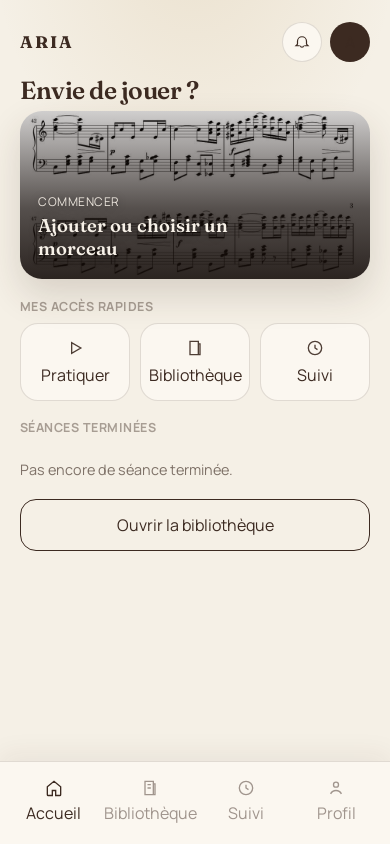 ARIA
Envie de jouer ?
COMMENCER
Ajouter ou choisir un
morceau
MES ACCÈS RAPIDES
Pratiquer
Bibliothèque
Suivi
SÉANCES TERMINÉES
Pas encore de séance terminée.
Ouvrir la bibliothèque
Accueil
Bibliothèque
Suivi
Profil